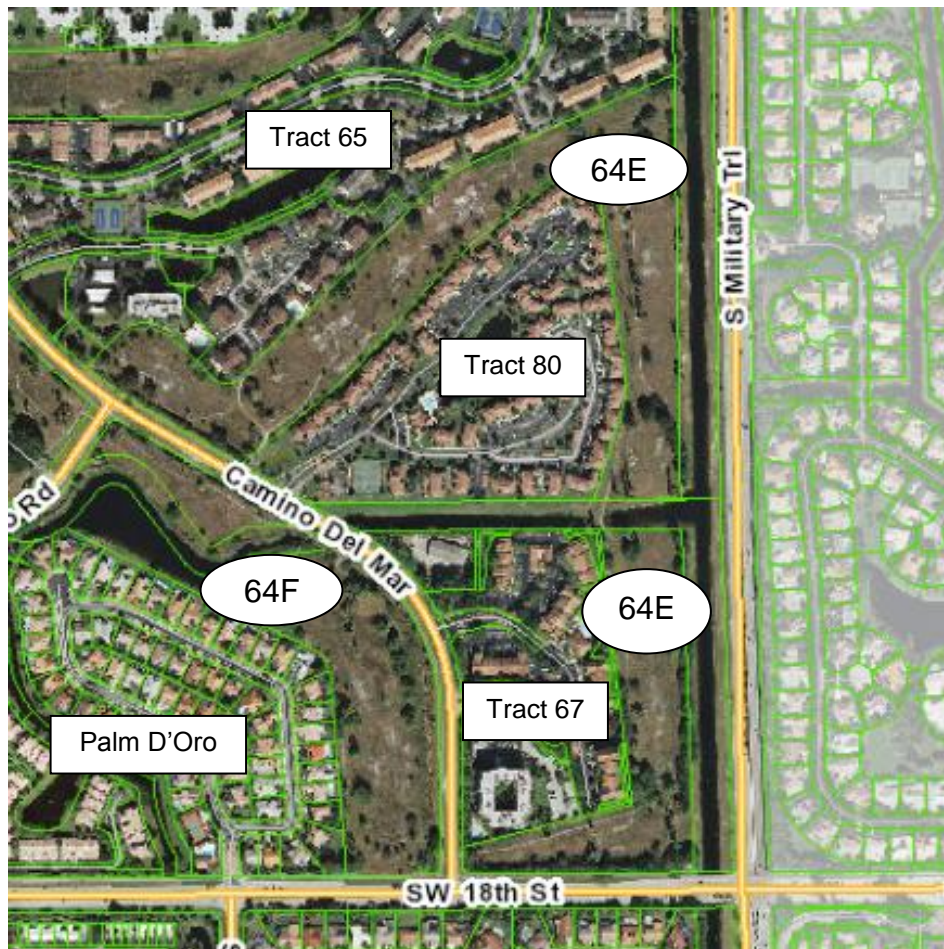 Tract 65
64E
S Military Trl
Tract 80
Camino Del Mar
o Rd
64F
64E
Tract 67
Palm D'Oro
SW 18th St